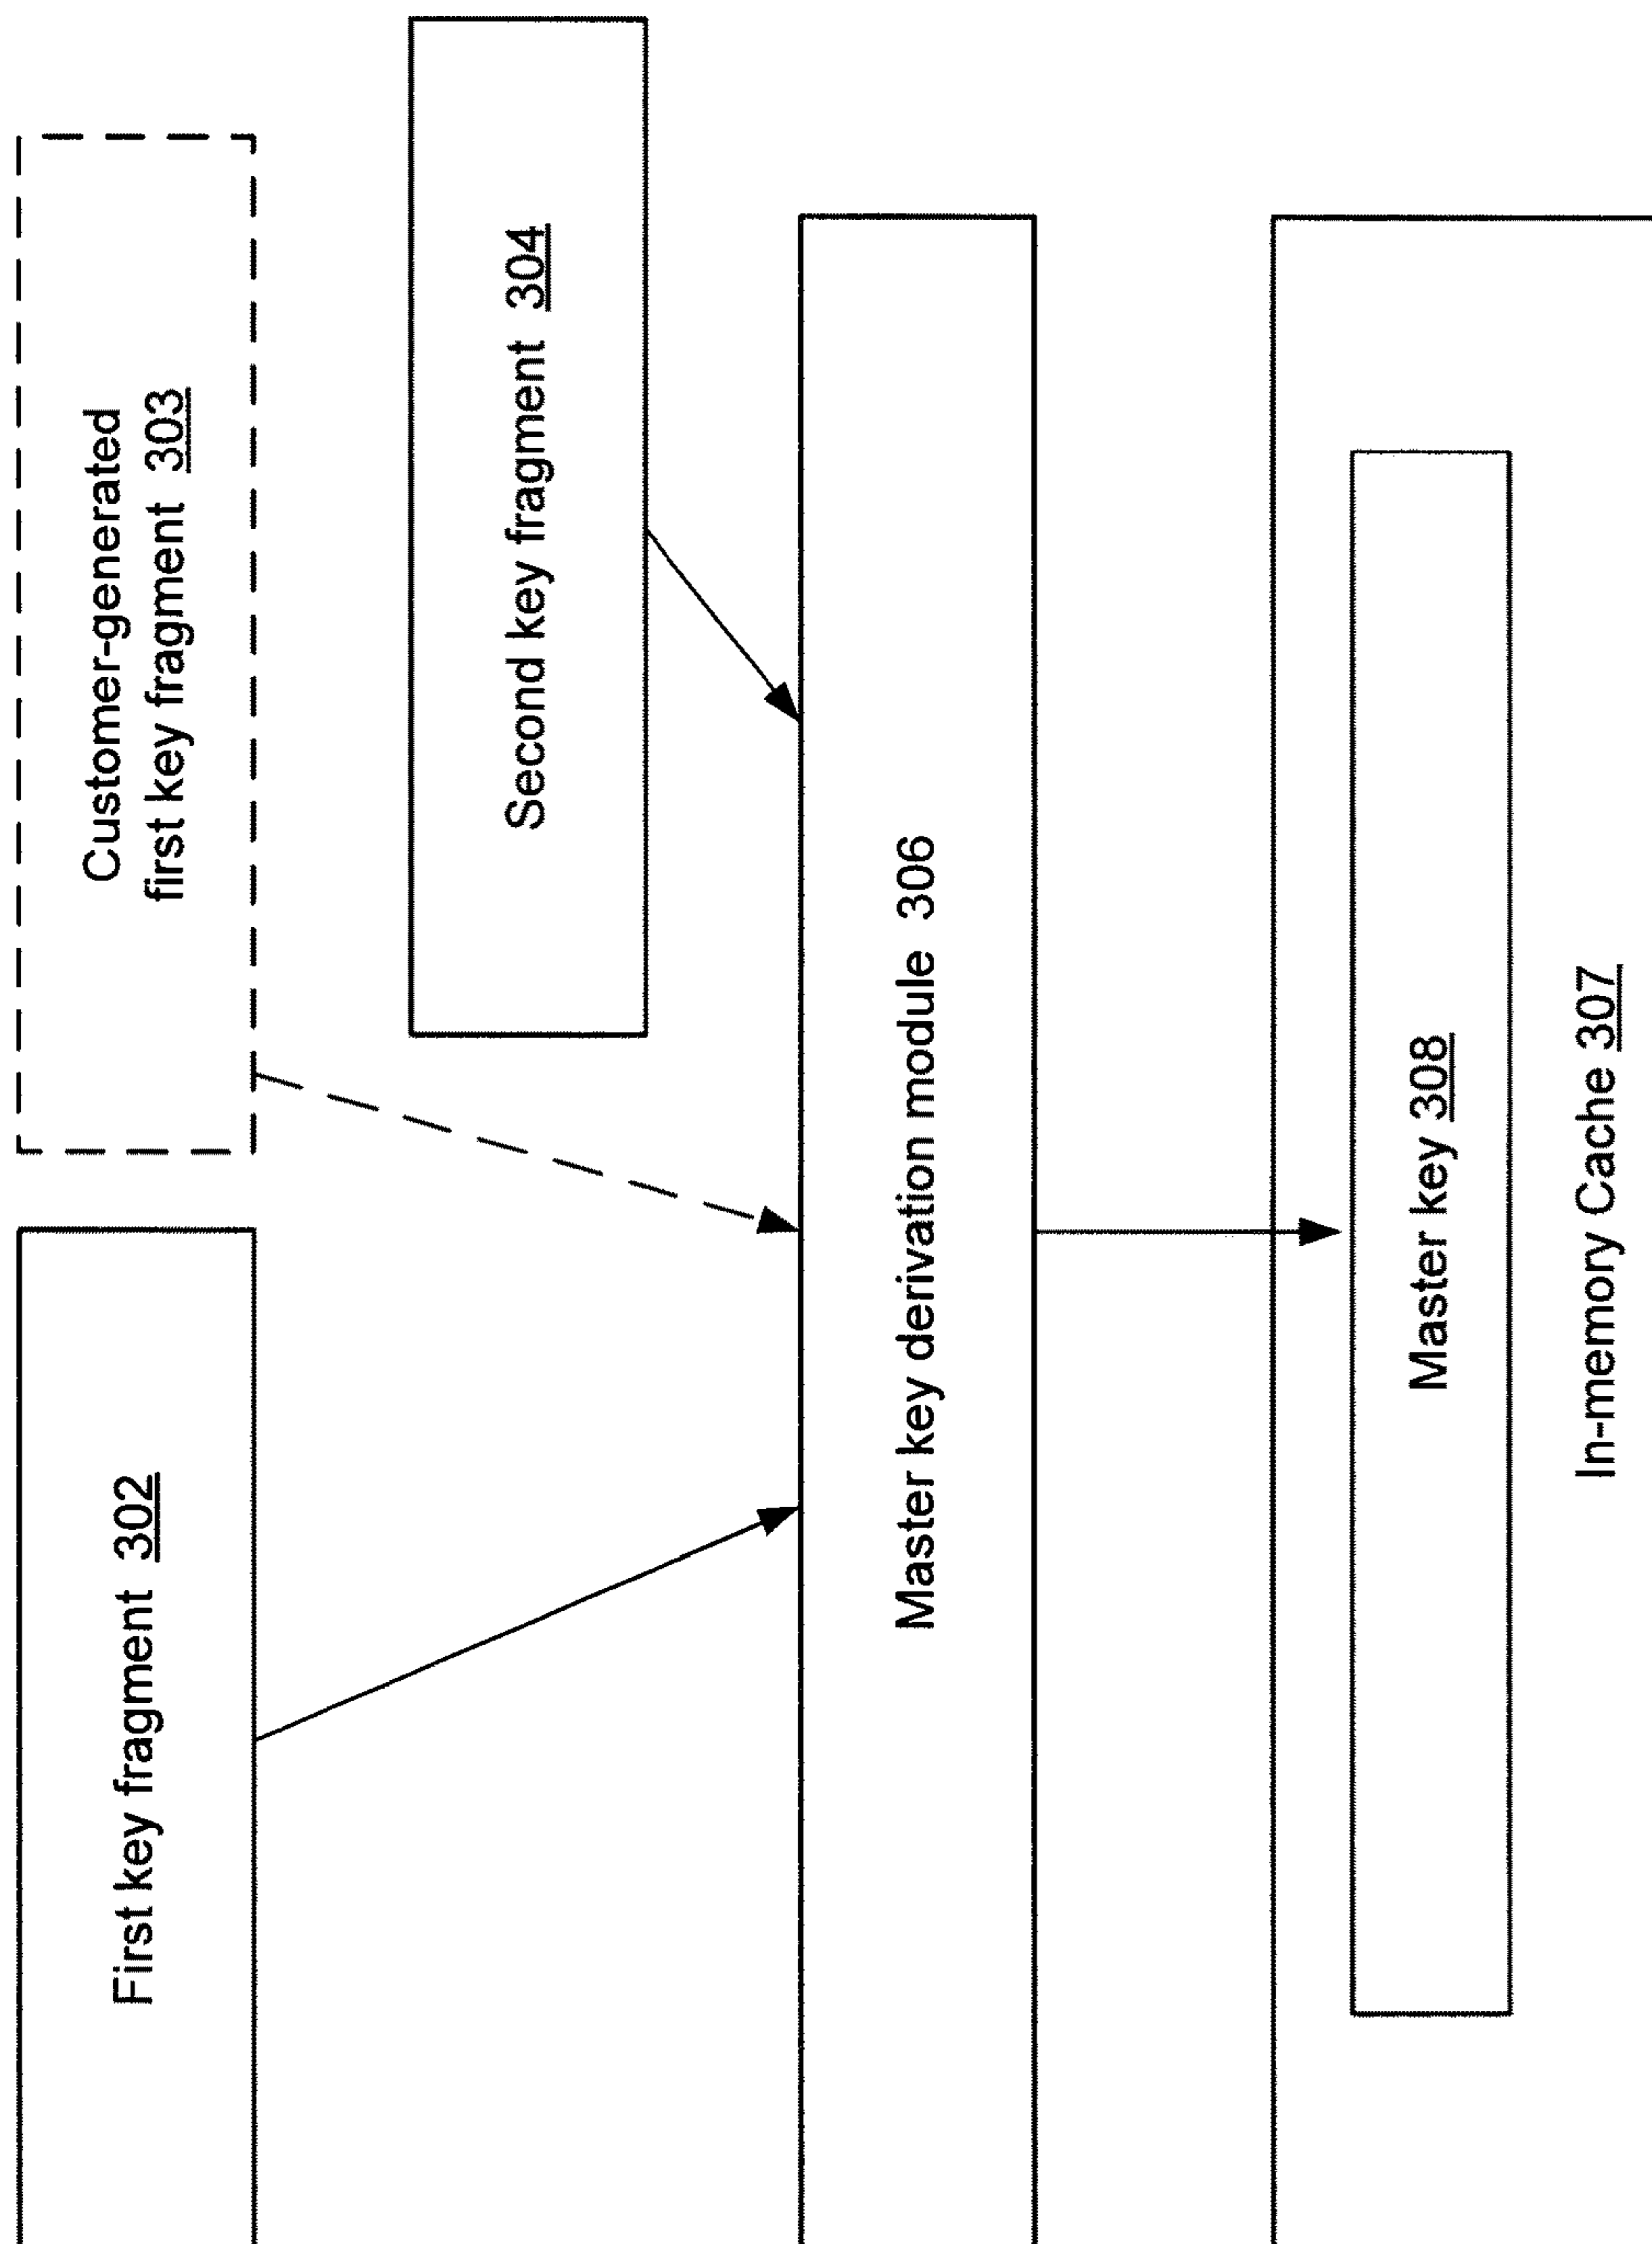 First key fragment 302
Customer-generated
first key fragment 303
Second key fragment 304
Master key derivation module 306
Master key 308
In-memory Cache 307